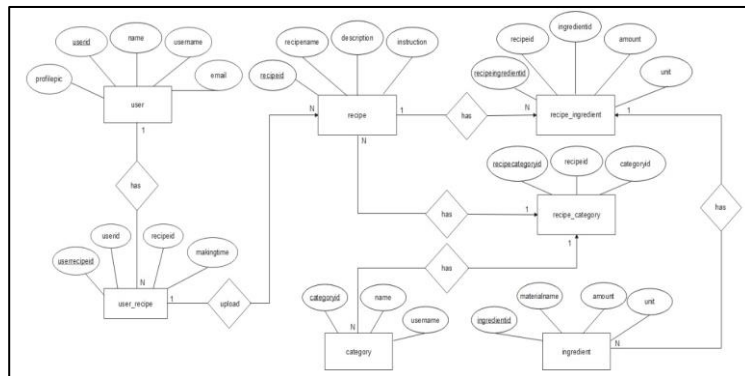 userid
name
username
profilepic
email
user
1
has
N
userid
recipeid
makingtime
userrecipeid
user_recipe
1
upload
N
recipename
description
instruction
recipeid
recipe
1
has
N
N
recipeid
ingredientid
amount
recipeingredientid
unit
recipe_ingredient
1
has
N
recipecategoryid
recipeid
categoryid
recipe_category
has
1
has
1
N
categoryid
name
username
category
materialname
amount
unit
ingredientid
ingredient